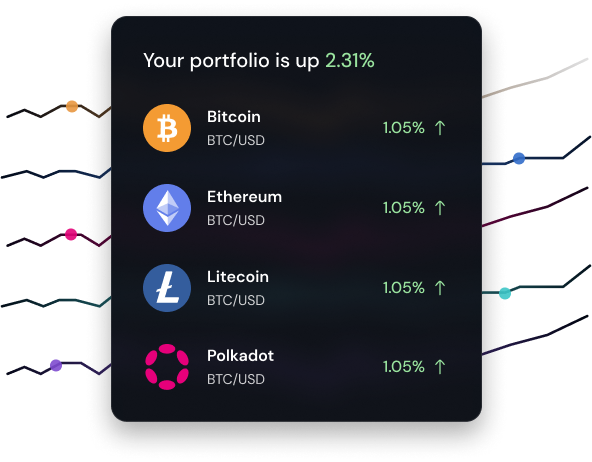 Your portfolio is up 2.31%
Bitcoin
BTC/USD
1.05% ↑
Ethereum
BTC/USD
1.05% ↑
Litecoin
BTC/USD
1.05% ↑
Polkadot
BTC/USD
1.05% ↑